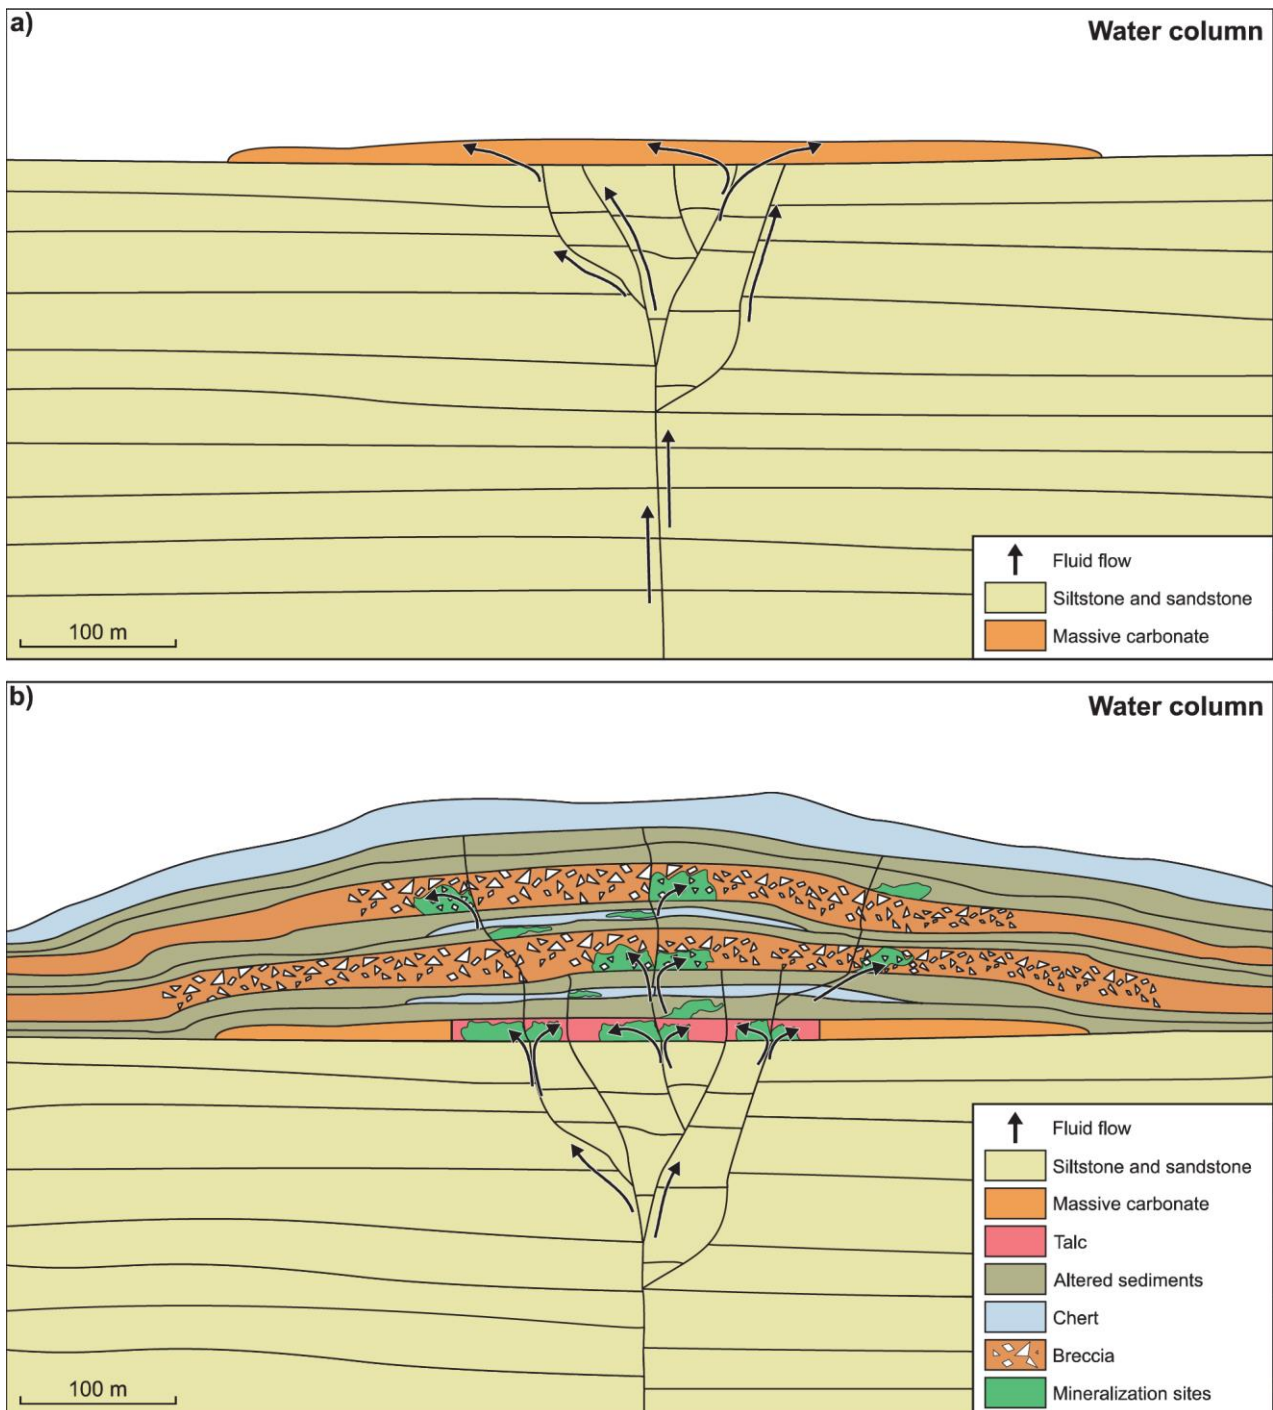 a)
Water column
Fluid flow
Siltstone and sandstone
Massive carbonate
100 m
b)
Water column
Fluid flow
Siltstone and sandstone
Massive carbonate
Talc
Altered sediments
Chert
Breccia
Mineralization sites
100 m